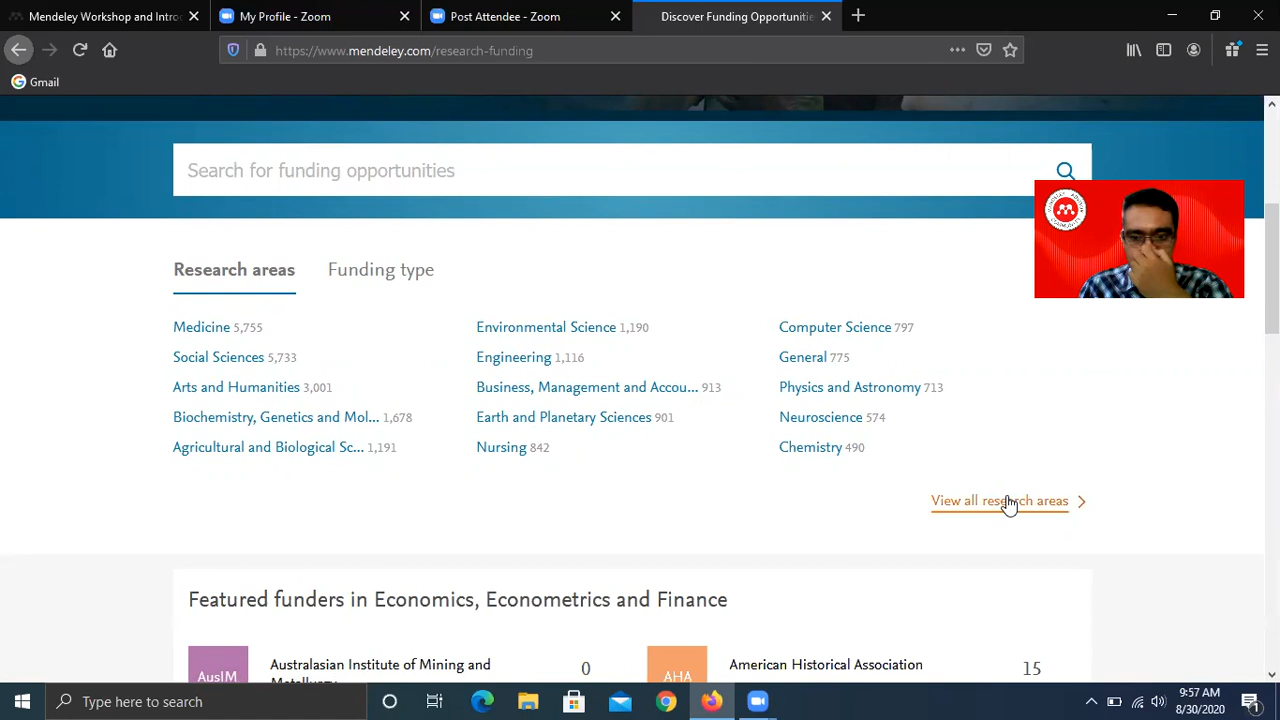 Mendeley Workshop and Introd
My Profile - Zoom
Post Attendee - Zoom
Discover Funding Opportunities
https://www.mendeley.com/research-funding
Gmail
Search for funding opportunities
Research areas
Funding type
Medicine 5,755
Environmental Science 1,190
Computer Science 797
Social Sciences 5,733
Engineering 1,116
General 775
Arts and Humanities 3,001
Business, Management and Accou... 913
Physics and Astronomy 713
Biochemistry, Genetics and Mol... 1,678
Earth and Planetary Sciences 901
Neuroscience 574
Agricultural and Biological Sc... 1,191
Nursing 842
Chemistry 490
View all research areas
Featured funders in Economics, Econometrics and Finance
AusIM
Australasian Institute of Mining and
Metallurgy
0
AHA
American Historical Association
15
Type here to search
9:57 AM
8/30/2020
1